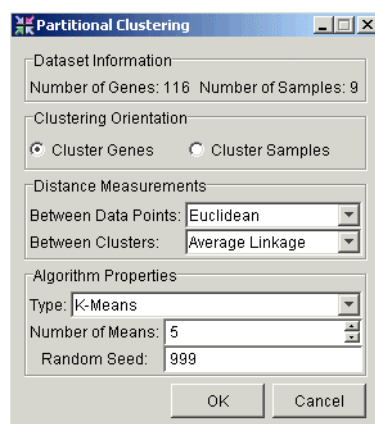 Partitional Clustering
Dataset Information
Number of Genes: 116 Number of Samples: 9
Clustering Orientation
Cluster Genes Cluster Samples
Distance Measurements
Between Data Points: Euclidean
Between Clusters: Average Linkage
Algorithm Properties
Type: K-Means
Number of Means: 5
Random Seed: 999
OK Cancel